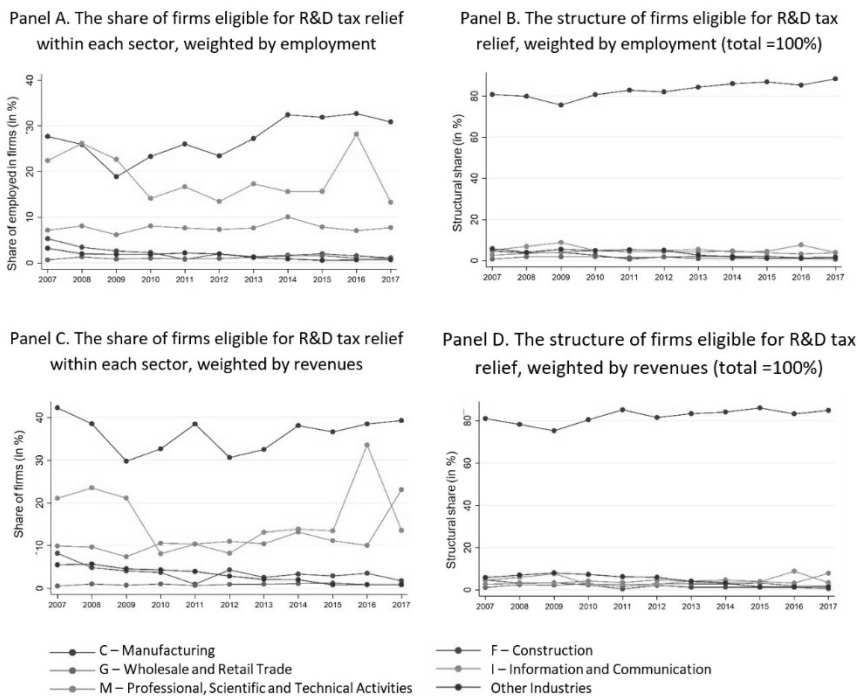 Panel A. The share of firms eligible for R&D tax relief
within each sector, weighted by employment
Panel B. The structure of firms eligible for R&D tax
relief, weighted by employment (total =100%)
Share of employed in firms (in %)
40
30
20
10
0
2007 2008 2009 2010 2011 2012 2013 2014 2015 2016 2017
Structural share (in %)
80
60
40
20
0
2007 2008 2009 2010 2011 2012 2013 2014 2015 2016 2017
Panel C. The share of firms eligible for R&D tax relief
within each sector, weighted by revenues
Panel D. The structure of firms eligible for R&D tax
relief, weighted by revenues (total =100%)
Share of firms (in %)
40
30
20
10
0
2007 2008 2009 2010 2011 2012 2013 2014 2015 2016 2017
Structural share (in %)
80
60
40
20
0
2007 2008 2009 2010 2011 2012 2013 2014 2015 2016 2017
C – Manufacturing
G – Wholesale and Retail Trade
M – Professional, Scientific and Technical Activities
F – Construction
I – Information and Communication
Other Industries